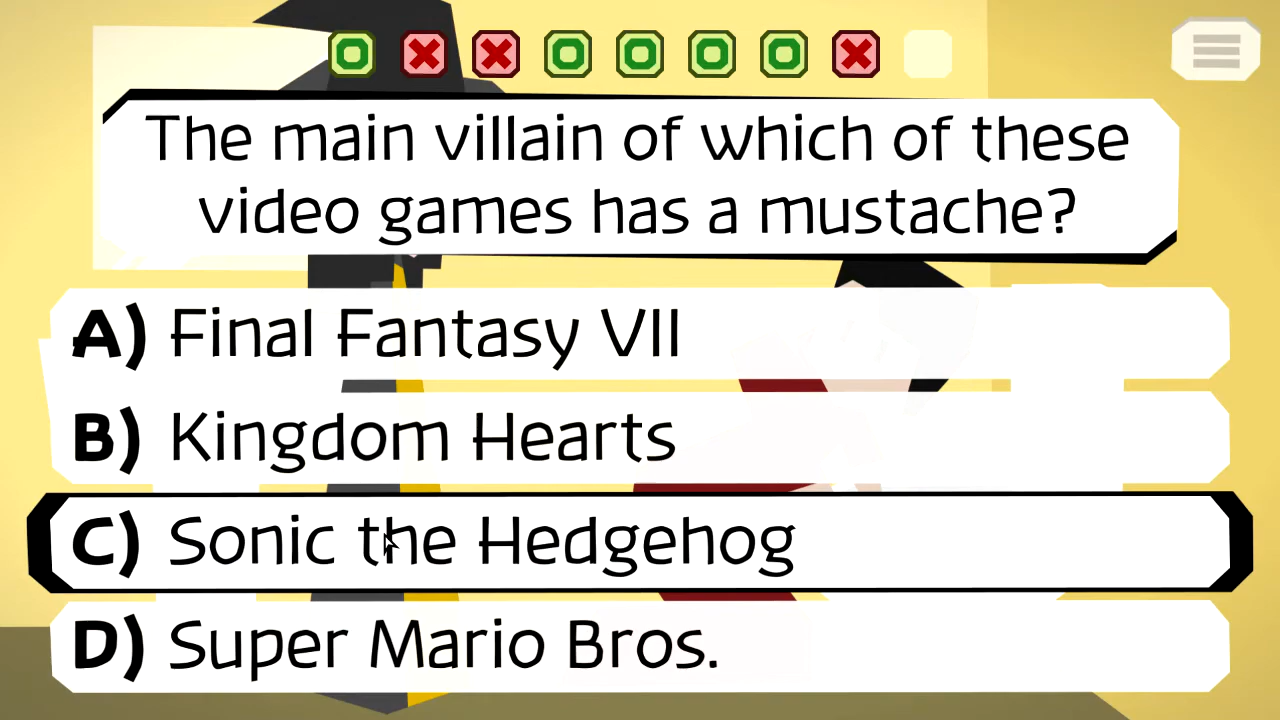 The main villain of which of these
video games has a mustache?
A) Final Fantasy VII
B) Kingdom Hearts
C) Sonic the Hedgehog
D) Super Mario Bros.